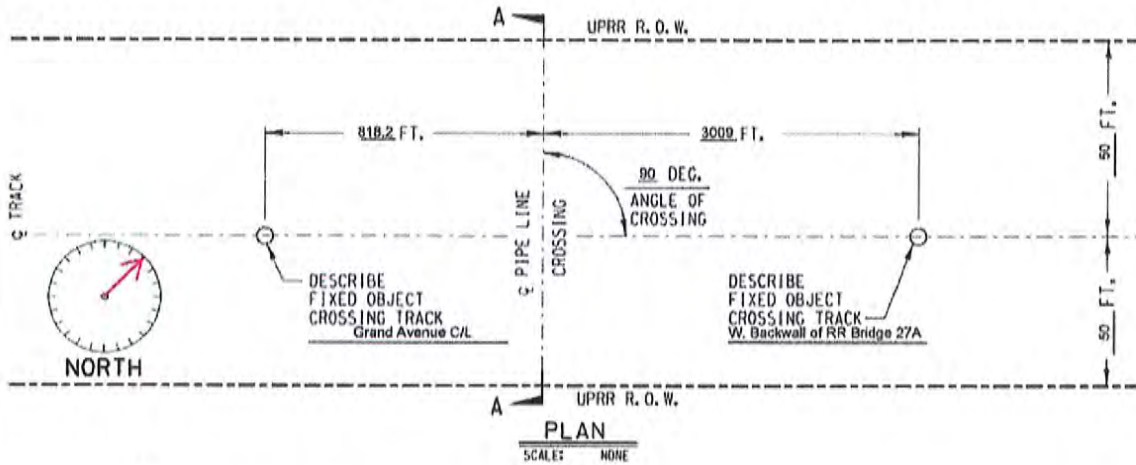 A
UPRR R.O.W.
818.2 FT.
3009 FT.
50 FT.
90 DEG.
ANGLE OF
CROSSING
℄ TRACK
℄ PIPE LINE
CROSSING
DESCRIBE
FIXED OBJECT
CROSSING TRACK
Grand Avenue C/L
DESCRIBE
FIXED OBJECT
CROSSING TRACK
W. Backwall of RR Bridge 27A
50 FT.
NORTH
A
UPRR R.O.W.
PLAN
SCALE: NONE